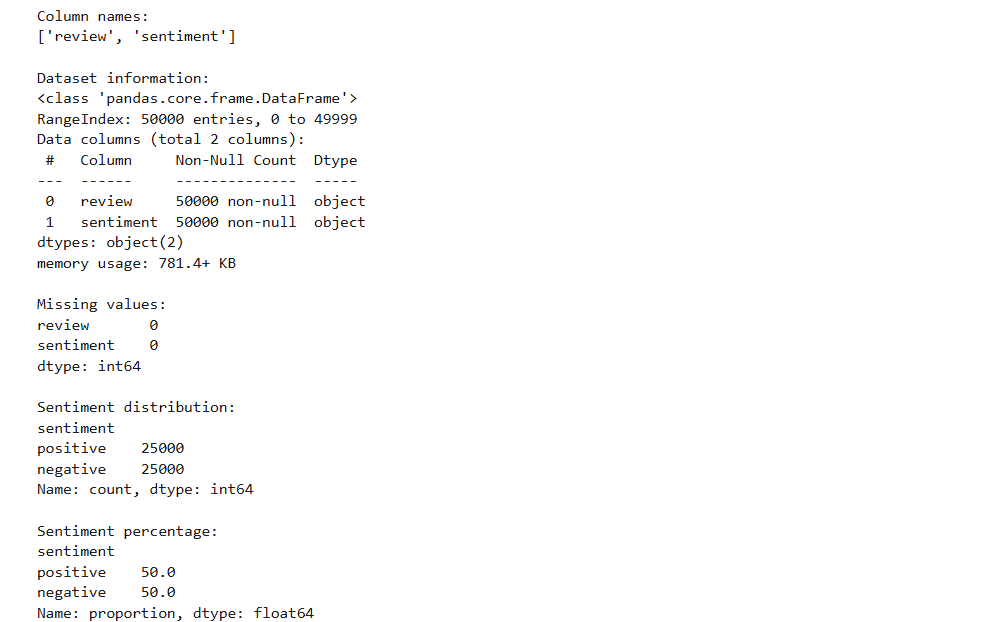 Column names:
['review', 'sentiment']
Dataset information:
<class 'pandas.core.frame.DataFrame'>
RangeIndex: 50000 entries, 0 to 49999
Data columns (total 2 columns):
 #   Column     Non-Null Count  Dtype
---  ------     --------------  -----
 0   review     50000 non-null  object
 1   sentiment  50000 non-null  object
dtypes: object(2)
memory usage: 781.4+ KB
Missing values:
review       0
sentiment    0
dtype: int64
Sentiment distribution:
sentiment
positive    25000
negative    25000
Name: count, dtype: int64
Sentiment percentage:
sentiment
positive    50.0
negative    50.0
Name: proportion, dtype: float64